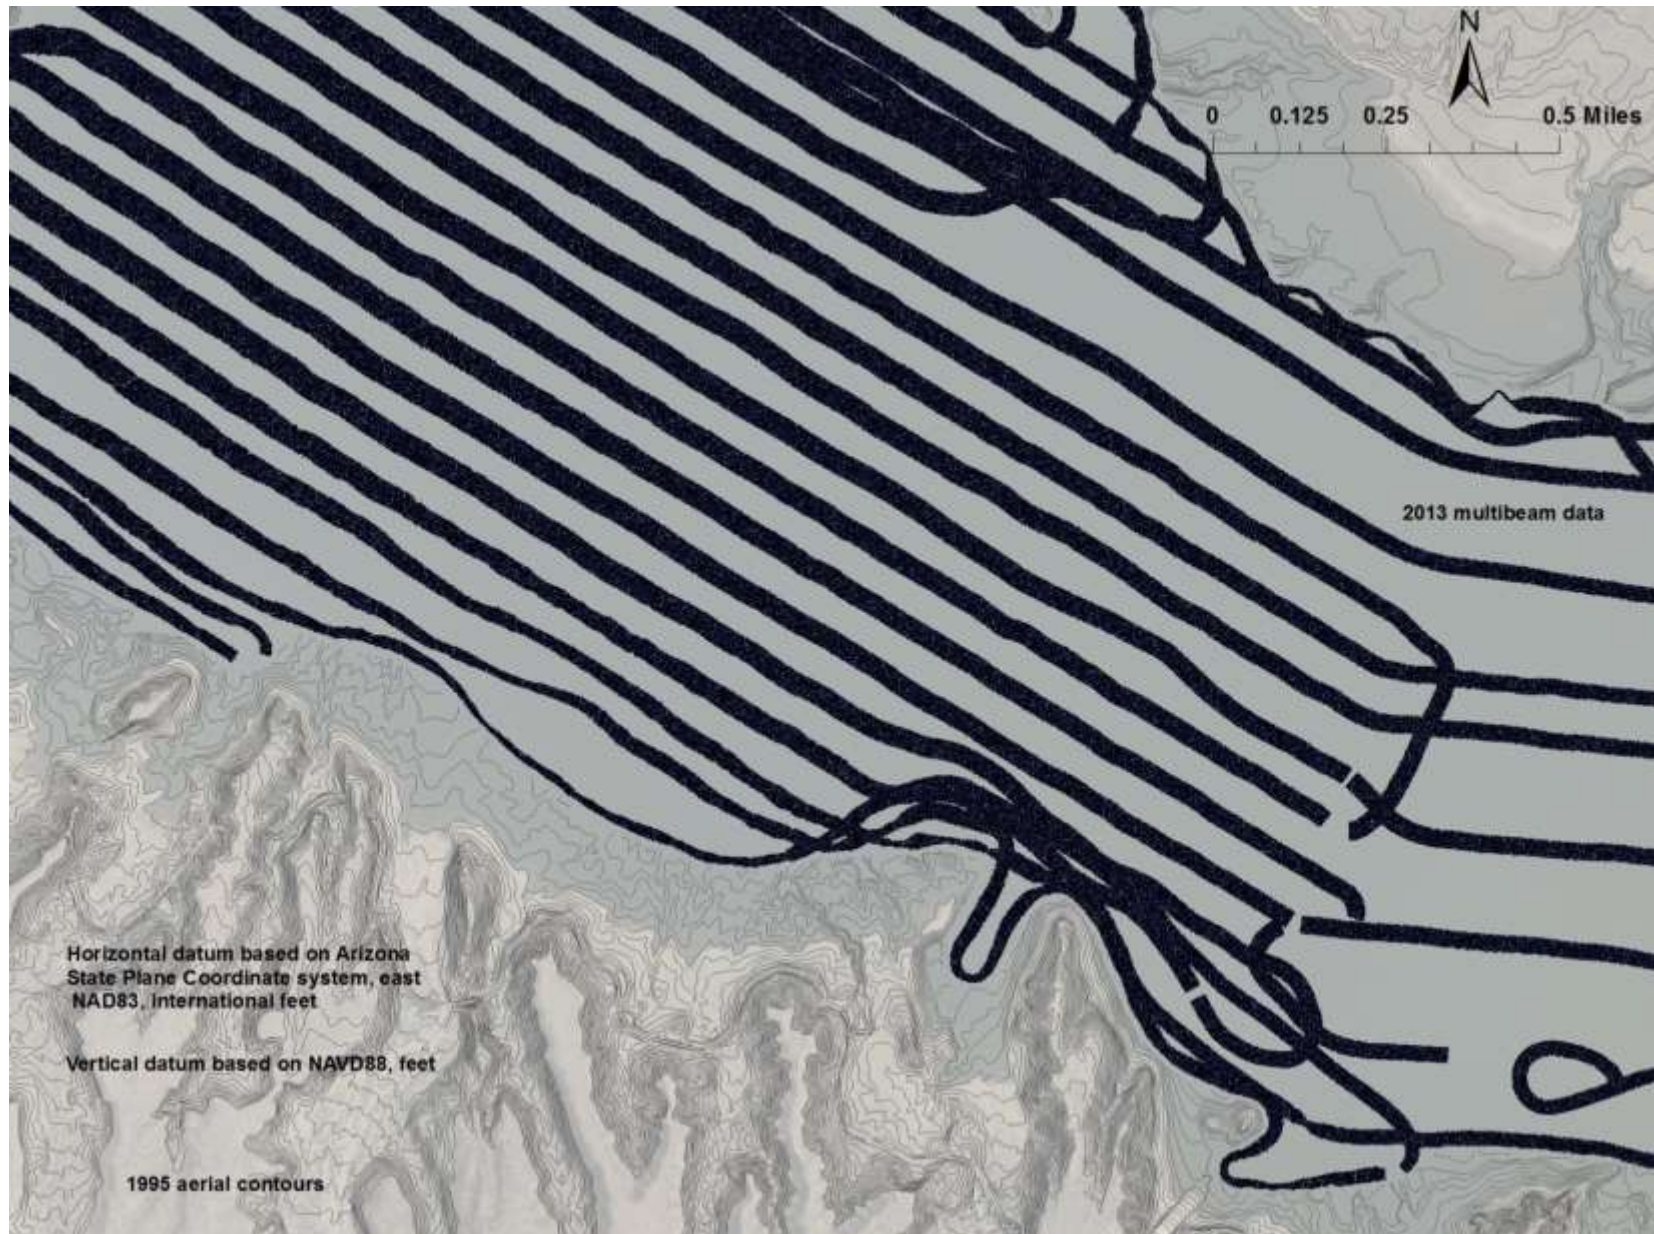 N
0 0.125 0.25 0.5 Miles
2013 multibeam data
Horizontal datum based on Arizona
State Plane Coordinate system, east
NAD83, international feet
Vertical datum based on NAVD88, feet
1995 aerial contours